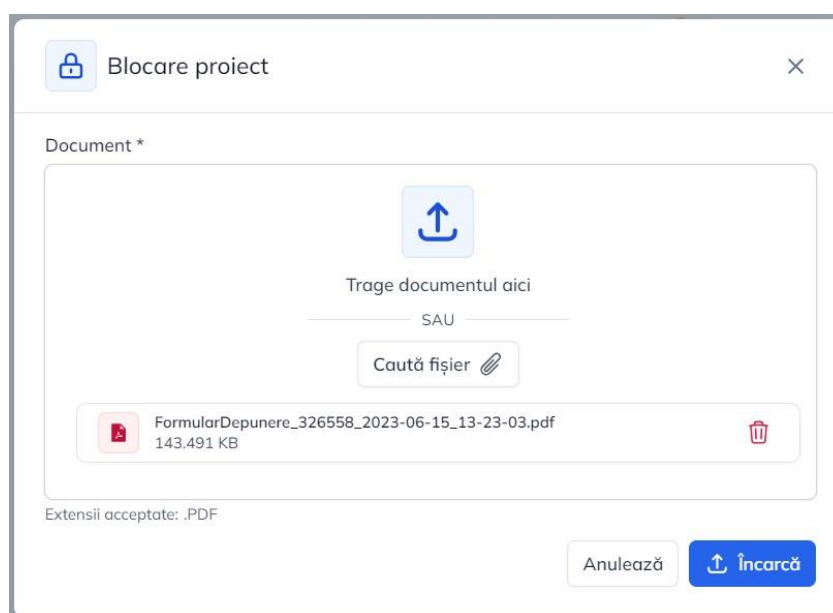 Blocare proiect
Document *
Trage documentul aici
SAU
Caută fișier
FormularDepunere_326558_2023-06-15_13-23-03.pdf
143.491 KB
Extensii acceptate: .PDF
Anulează
Încarcă